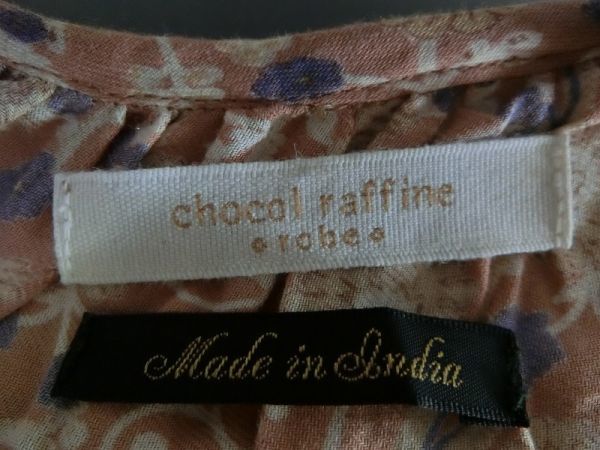 chocol raffine
robe
Made in India